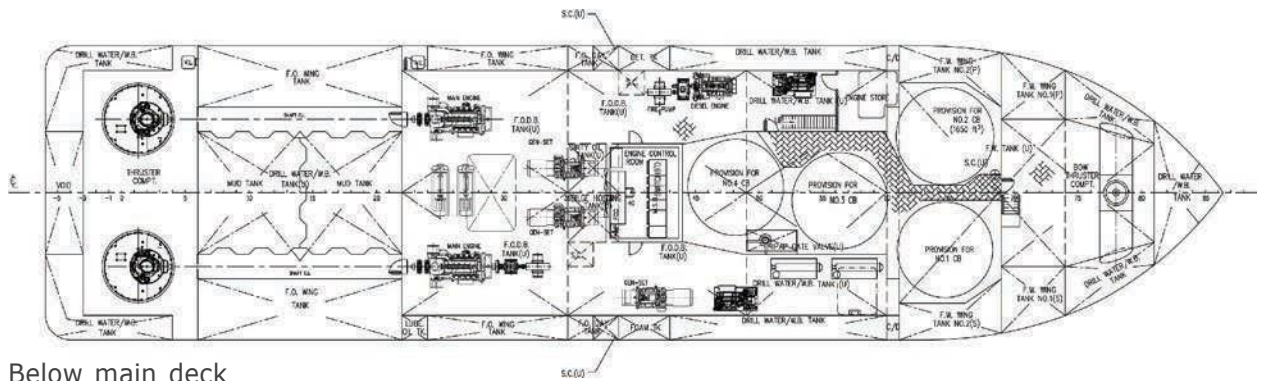 S.C.(U)
DRILL WATER/W.B.
TANK
F.O. WING
TANK
F.O. WING
TANK
DRILL WATER/W.B. TANK
C/D
F.W. WING
TANK NO.2(P)
F.W. WING
TANK NO.1(P)
DRILL WATER/W.B.
TANK
MAIN ENGINE
FIRE PUMP
DIESEL ENGINE
DRILL WATER/W.B. TANK (U)
ENGINE STORE
PROVISION FOR
NO.2 CB
F.O.D.B.
TANK(U)
F.O.D.B.
TANK(U)
GEN-SET
ENGINE CONTROL
ROOM
S.C.(U)
F.W. TANK (U)
VOID
THRUSTER
COMPT.
MUD TANK
DRILL WATER/W.B.
TANK(U)
MUD TANK
PROVISION FOR
NO.4 CB
PROVISION FOR
NO.3 CB
BOW
THRUSTER
COMPT.
DRILL WATER
/W.B.
TANK
GEN-SET
MAIN ENGINE
F.O.D.B.
TANK(U)
F.O.D.B.
TANK(U)
PROVISION FOR
NO.1 CB
F.O. WING
TANK
GEN-SET
DRILL WATER/W.B. TANK (U)
DRILL WATER/W.B.
TANK
LUBE
OIL TK.
F.O. WING
TANK
FOAM TK.
DRILL WATER/W.B. TANK
C/D
F.W. WING
TANK NO.2(S)
F.W. WING
TANK NO.1(S)
DRILL WATER/W.B.
TANK
S.C.(U)
Below main deck